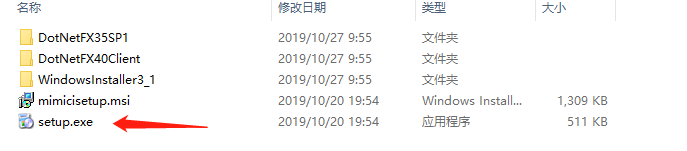 名称 修改日期 类型 大小
DotNetFX35SP1 2019/10/27 9:55 文件夹
DotNetFX40Client 2019/10/27 9:55 文件夹
WindowsInstaller3_1 2019/10/27 9:55 文件夹
mimicisetup.msi 2019/10/20 19:54 Windows Install... 1,309 KB
setup.exe 2019/10/20 19:54 应用程序 511 KB